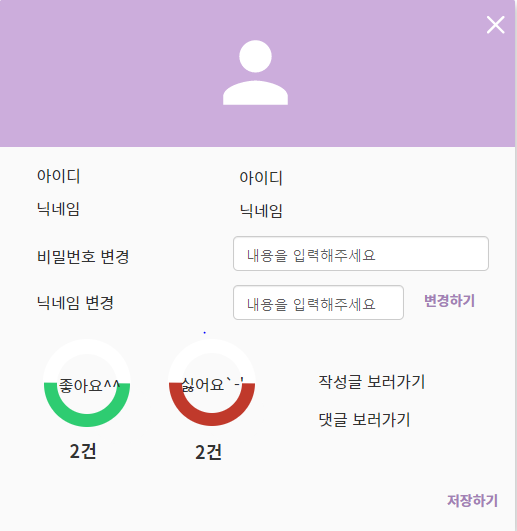 아이디 아이디
닉네임 닉네임
비밀번호 변경 내용을 입력해주세요
닉네임 변경 내용을 입력해주세요 변경하기
좋아요^^ 싫어요`-' 작성글 보러가기
댓글 보러가기
2건 2건
저장하기